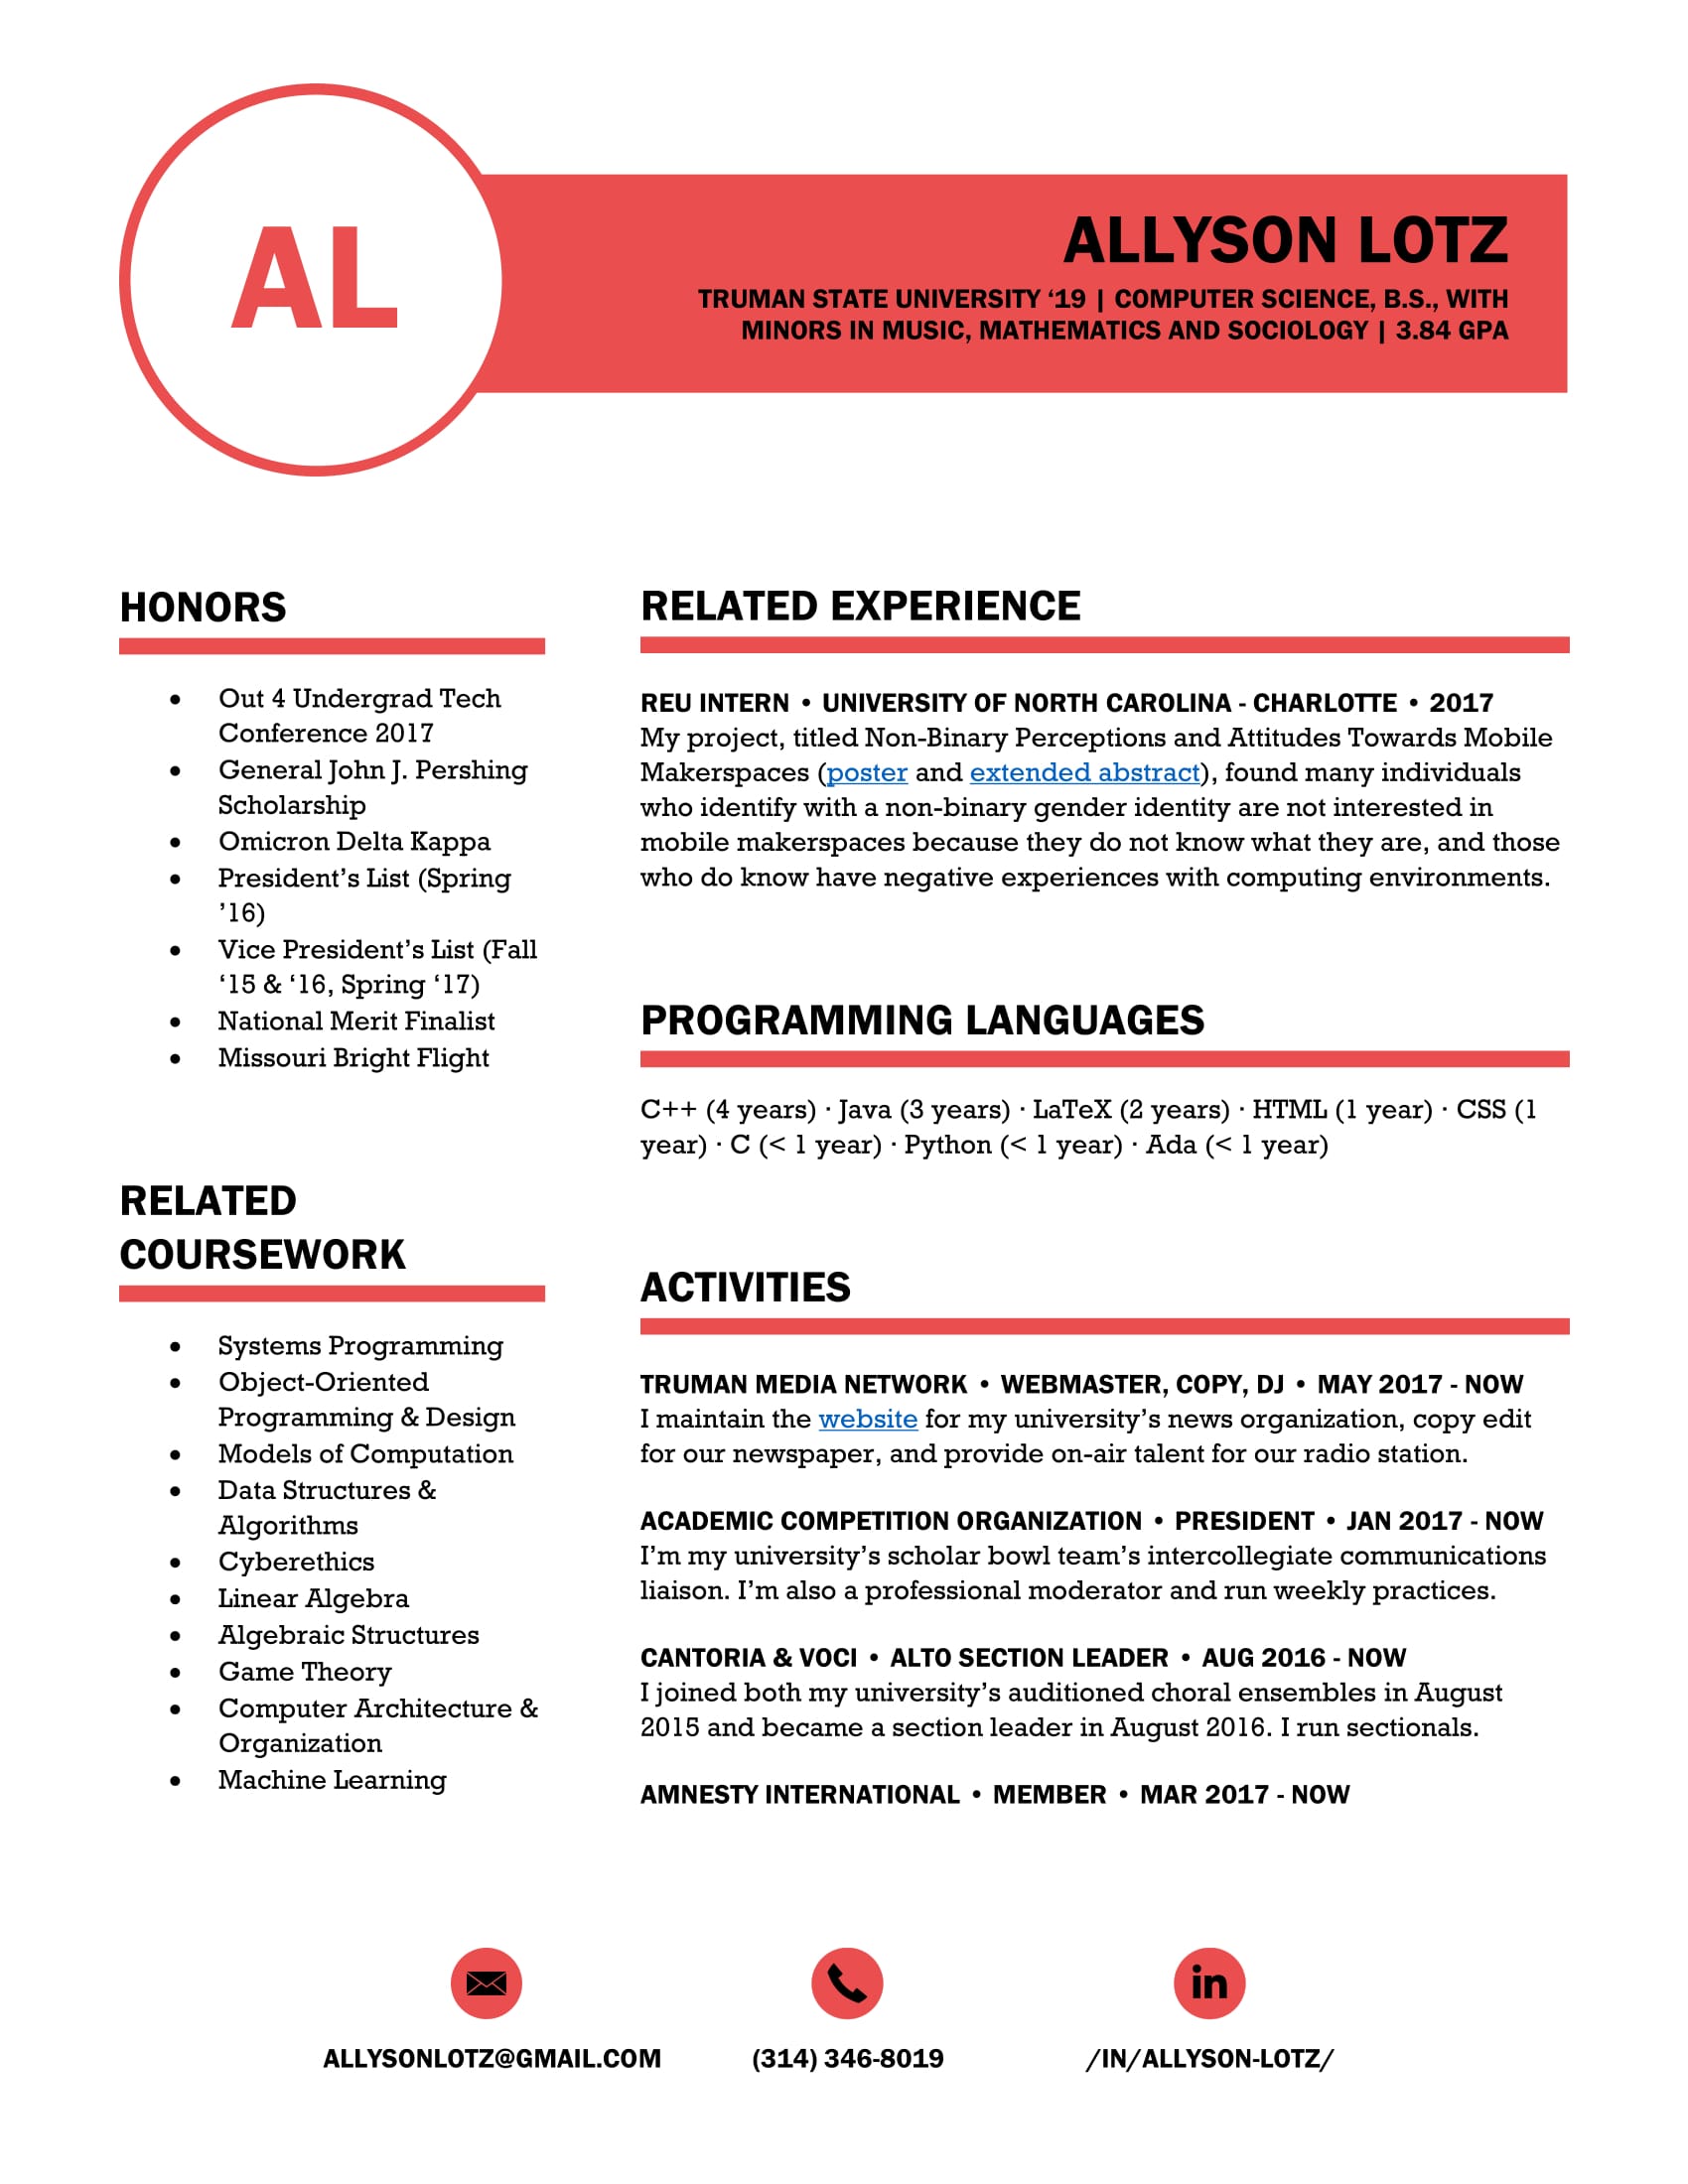 AL
ALLYSON LOTZ
TRUMAN STATE UNIVERSITY ‘19 | COMPUTER SCIENCE, B.S., WITH
MINORS IN MUSIC, MATHEMATICS AND SOCIOLOGY | 3.84 GPA
HONORS
• Out 4 Undergrad Tech
Conference 2017
• General John J. Pershing
Scholarship
• Omicron Delta Kappa
• President’s List (Spring
’16)
• Vice President’s List (Fall
‘15 & ‘16, Spring ‘17)
• National Merit Finalist
• Missouri Bright Flight
RELATED
COURSEWORK
• Systems Programming
• Object-Oriented
Programming & Design
• Models of Computation
• Data Structures &
Algorithms
• Cyberethics
• Linear Algebra
• Algebraic Structures
• Game Theory
• Computer Architecture &
Organization
• Machine Learning
RELATED EXPERIENCE
REU INTERN • UNIVERSITY OF NORTH CAROLINA - CHARLOTTE • 2017
My project, titled Non-Binary Perceptions and Attitudes Towards Mobile
Makerspaces (poster and extended abstract), found many individuals
who identify with a non-binary gender identity are not interested in
mobile makerspaces because they do not know what they are, and those
who do know have negative experiences with computing environments.
PROGRAMMING LANGUAGES
C++ (4 years) · Java (3 years) · LaTeX (2 years) · HTML (1 year) · CSS (1
year) · C (< 1 year) · Python (< 1 year) · Ada (< 1 year)
ACTIVITIES
TRUMAN MEDIA NETWORK • WEBMASTER, COPY, DJ • MAY 2017 - NOW
I maintain the website for my university’s news organization, copy edit
for our newspaper, and provide on-air talent for our radio station.
ACADEMIC COMPETITION ORGANIZATION • PRESIDENT • JAN 2017 - NOW
I’m my university’s scholar bowl team’s intercollegiate communications
liaison. I’m also a professional moderator and run weekly practices.
CANTORIA & VOCI • ALTO SECTION LEADER • AUG 2016 - NOW
I joined both my university’s auditioned choral ensembles in August
2015 and became a section leader in August 2016. I run sectionals.
AMNESTY INTERNATIONAL • MEMBER • MAR 2017 - NOW
in
ALLYSONLOTZ@GMAIL.COM
(314) 346-8019
/IN/ALLYSON-LOTZ/